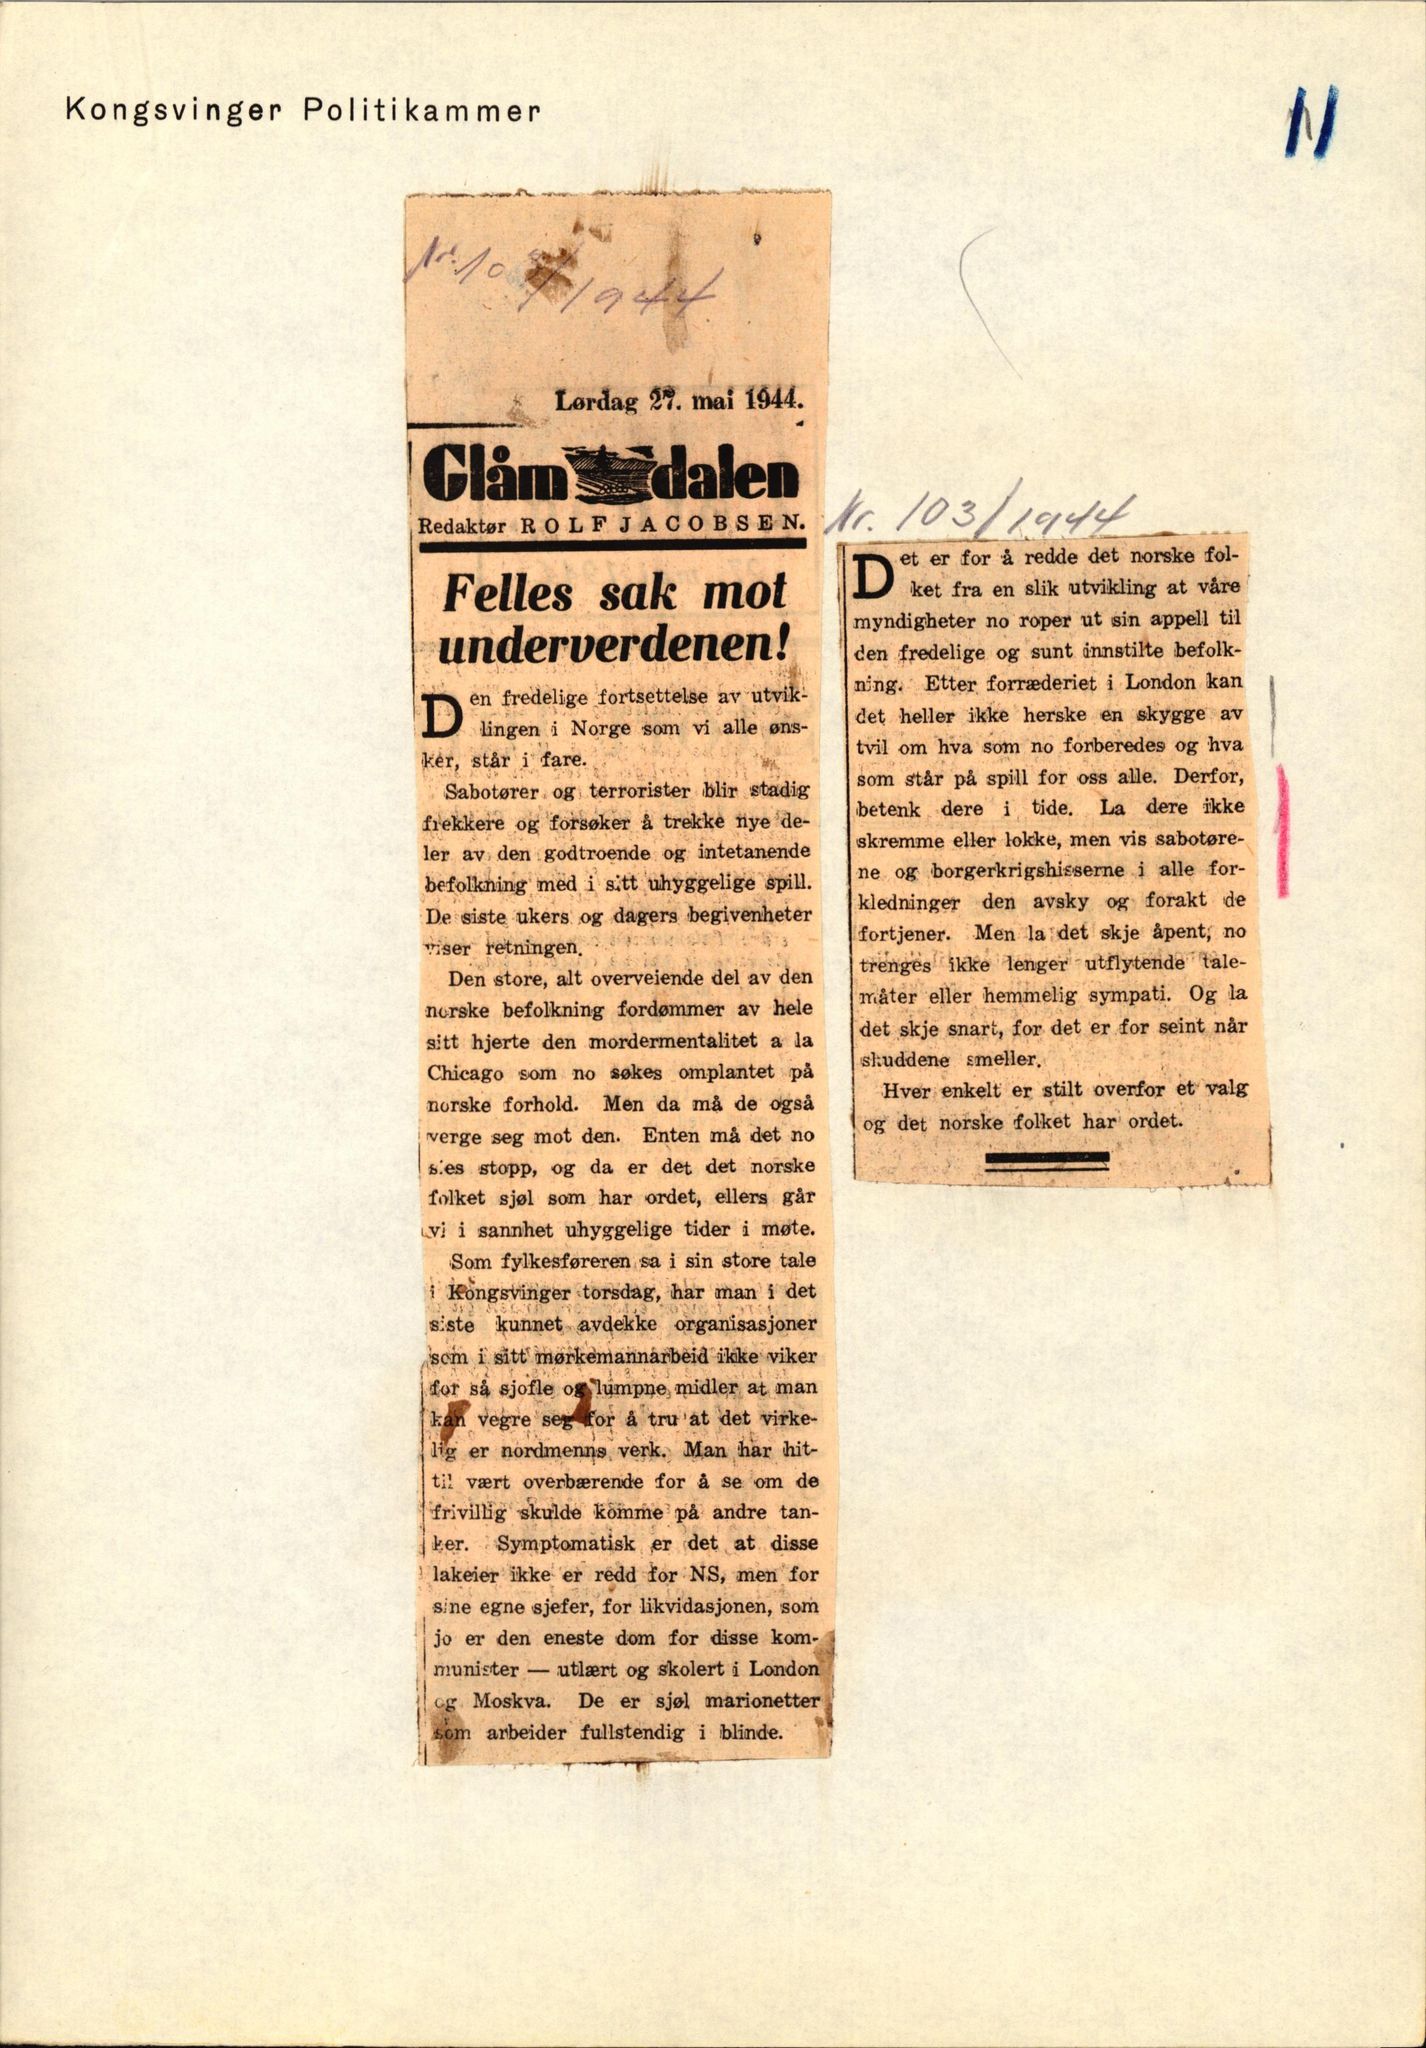 Kongsvinger Politikammer
11
Nr. 103/1944
Lørdag 27. mai 1944.
Glåmdalen
Redaktør ROLF JACOBSEN.
Felles sak mot
underverdenen!
Den fredelige fortsettelse av utvik-
lingen i Norge som vi alle øns-
ker, står i fare.
Sabotører og terrorister blir stadig
frekkere og forsøker å trekke nye de-
ler av den godtroende og intetanende
befolkning med i sitt uhyggelige spill.
De siste ukers og dagers begivenheter
viser retningen.
Den store, alt overveiende del av den
norske befolkning fordømmer av hele
sitt hjerte den mordermentalitet a la
Chicago som no søkes omplantet på
norske forhold. Men da må de også
verge seg mot den. Enten må det no
sies stopp, og da er det det norske
folket sjøl som har ordet, ellers går
vi i sannhet uhyggelige tider i møte.
Som fylkesføreren sa i sin store tale
i Kongsvinger torsdag, har man i det
siste kunnet avdekke organisasjoner
som i sitt mørkemannarbeid ikke viker
for så sjofle og lumpne midler at man
kan vegre seg for å tru at det virke-
lig er nordmenns verk. Man har hit-
til vært overbærende for å se om de
frivillig skulde komme på andre tan-
ker. Symptomatisk er det at disse
lakeier ikke er redd for NS, men for
sine egne sjefer, for likvidasjonen, som
jo er den eneste dom for disse kom-
munister — utlært og skolert i London
og Moskva. De er sjøl marionetter
som arbeider fullstendig i blinde.
Nr. 103/1944
Det er for å redde det norske fol-
ket fra en slik utvikling at våre
myndigheter no roper ut sin appell til
den fredelige og sunt innstilte befolk-
ning. Etter forræderiet i London kan
det heller ikke herske en skygge av
tvil om hva som no forberedes og hva
som står på spill for oss alle. Derfor,
betenk dere i tide. La dere ikke
skremme eller lokke, men vis sabotøre-
ne og borgerkrigshisserne i alle for-
kledninger den avsky og forakt de
fortjener. Men la det skje åpent, no
trenges ikke lenger utflytende tale-
måter eller hemmelig sympati. Og la
det skje snart, for det er for seint når
skuddene smeller.
Hver enkelt er stilt overfor et valg
og det norske folket har ordet.